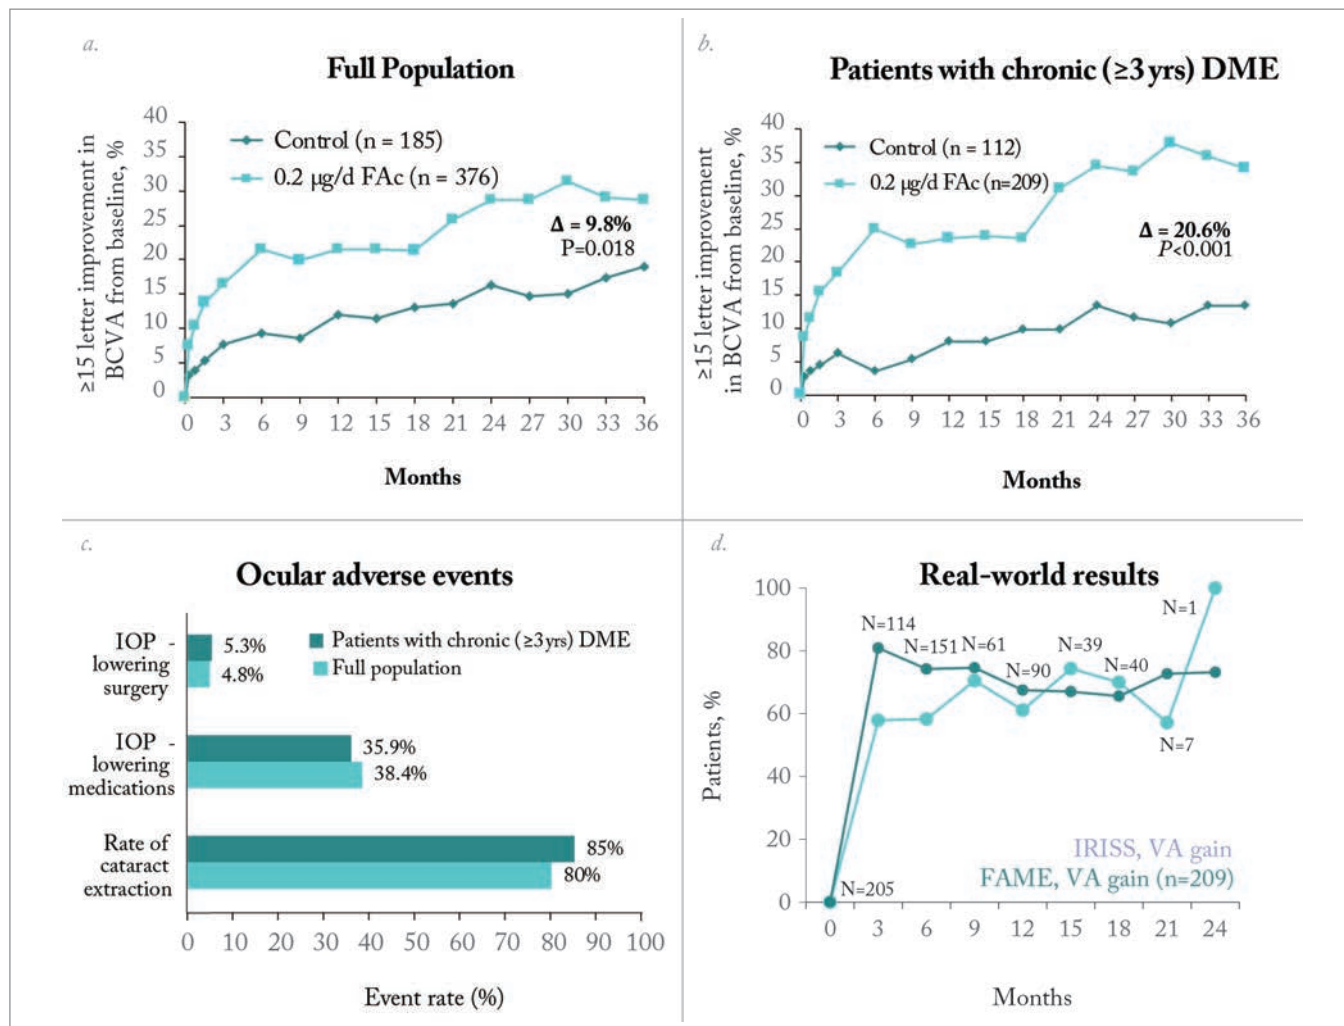 a.
Full Population
≥15 letter improvement in
BCVA from baseline, %
40
35
30
25
20
15
10
5
0
Control (n = 185)
0.2 µg/d FAc (n = 376)
Δ = 9.8%
P=0.018
0 3 6 9 12 15 18 21 24 27 30 33 36
Months
b.
Patients with chronic (≥3 yrs) DME
≥15 letter improvement
in BCVA from baseline, %
40
35
30
25
20
15
10
5
0
Control (n = 112)
0.2 µg/d FAc (n=209)
Δ = 20.6%
P<0.001
0 3 6 9 12 15 18 21 24 27 30 33 36
Months
c.
Ocular adverse events
Patients with chronic (≥3 yrs) DME
Full population
IOP -
lowering
surgery
5.3%
4.8%
IOP -
lowering
medications
35.9%
38.4%
Rate of
cataract
extraction
85%
80%
0 10 20 30 40 50 60 70 80 90 100
Event rate (%)
d.
Real-world results
Patients, %
100
80
60
40
20
0
N=205
N=114
N=151
N=61
N=90
N=39
N=40
N=7
N=1
IRISS, VA gain
FAME, VA gain (n=209)
0 3 6 9 12 15 18 21 24
Months